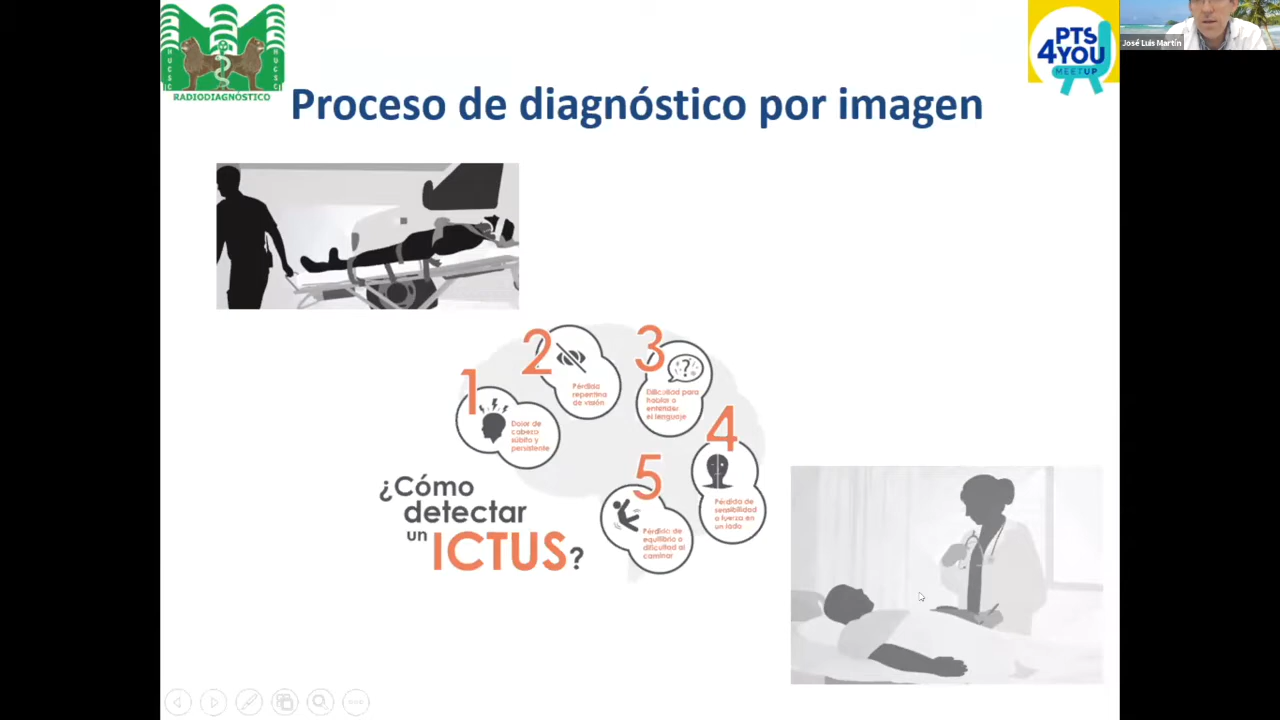 HUCSC
HUCSC
RADIODIAGNÓSTICO
PTS
4YOU
MEETUP
José Luis Martín
Proceso de diagnóstico por imagen
1
Dolor de
cabeza
súbito y
persistente
2
Pérdida
repentina
de visión
3
?
Dificultad para
hablar o
entender
el lenguaje
4
Pérdida de
sensibilidad
o fuerza en
un lado
5
Pérdida de
equilibrio o
dificultad al
caminar
¿Cómo
detectar
un ICTUS?